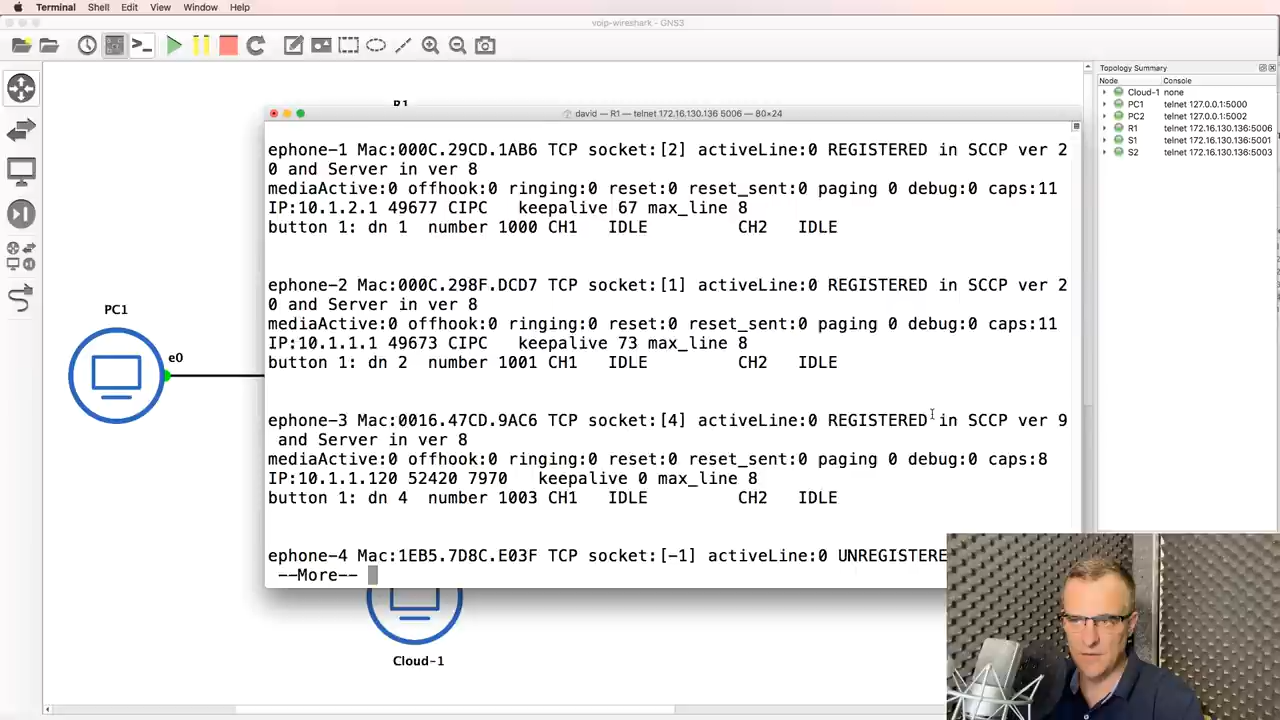 Terminal Shell Edit View Window Help
voip-wireshark - GNS3
Topology Summary
Node Console
Cloud-1 none
PC1 telnet 127.0.0.1:5000
PC2 telnet 127.0.0.1:5002
R1 telnet 172.16.130.136:5006
S1 telnet 172.16.130.136:5001
S2 telnet 172.16.130.136:5003
R1
david — R1 — telnet 172.16.130.136 5006 — 80×24
ephone-1 Mac:000C.29CD.1AB6 TCP socket:[2] activeLine:0 REGISTERED in SCCP ver 2
0 and Server in ver 8
mediaActive:0 offhook:0 ringing:0 reset:0 reset_sent:0 paging 0 debug:0 caps:11
IP:10.1.2.1 49677 CIPC keepalive 67 max_line 8
button 1: dn 1 number 1000 CH1 IDLE CH2 IDLE
ephone-2 Mac:000C.298F.DCD7 TCP socket:[1] activeLine:0 REGISTERED in SCCP ver 2
0 and Server in ver 8
mediaActive:0 offhook:0 ringing:0 reset:0 reset_sent:0 paging 0 debug:0 caps:11
IP:10.1.1.1 49673 CIPC keepalive 73 max_line 8
button 1: dn 2 number 1001 CH1 IDLE CH2 IDLE
ephone-3 Mac:0016.47CD.9AC6 TCP socket:[4] activeLine:0 REGISTERED in SCCP ver 9
and Server in ver 8
mediaActive:0 offhook:0 ringing:0 reset:0 reset_sent:0 paging 0 debug:0 caps:8
IP:10.1.1.120 52420 7970 keepalive 0 max_line 8
button 1: dn 4 number 1003 CH1 IDLE CH2 IDLE
ephone-4 Mac:1EB5.7D8C.E03F TCP socket:[-1] activeLine:0 UNREGISTERE
--More--
PC1
e0
Cloud-1